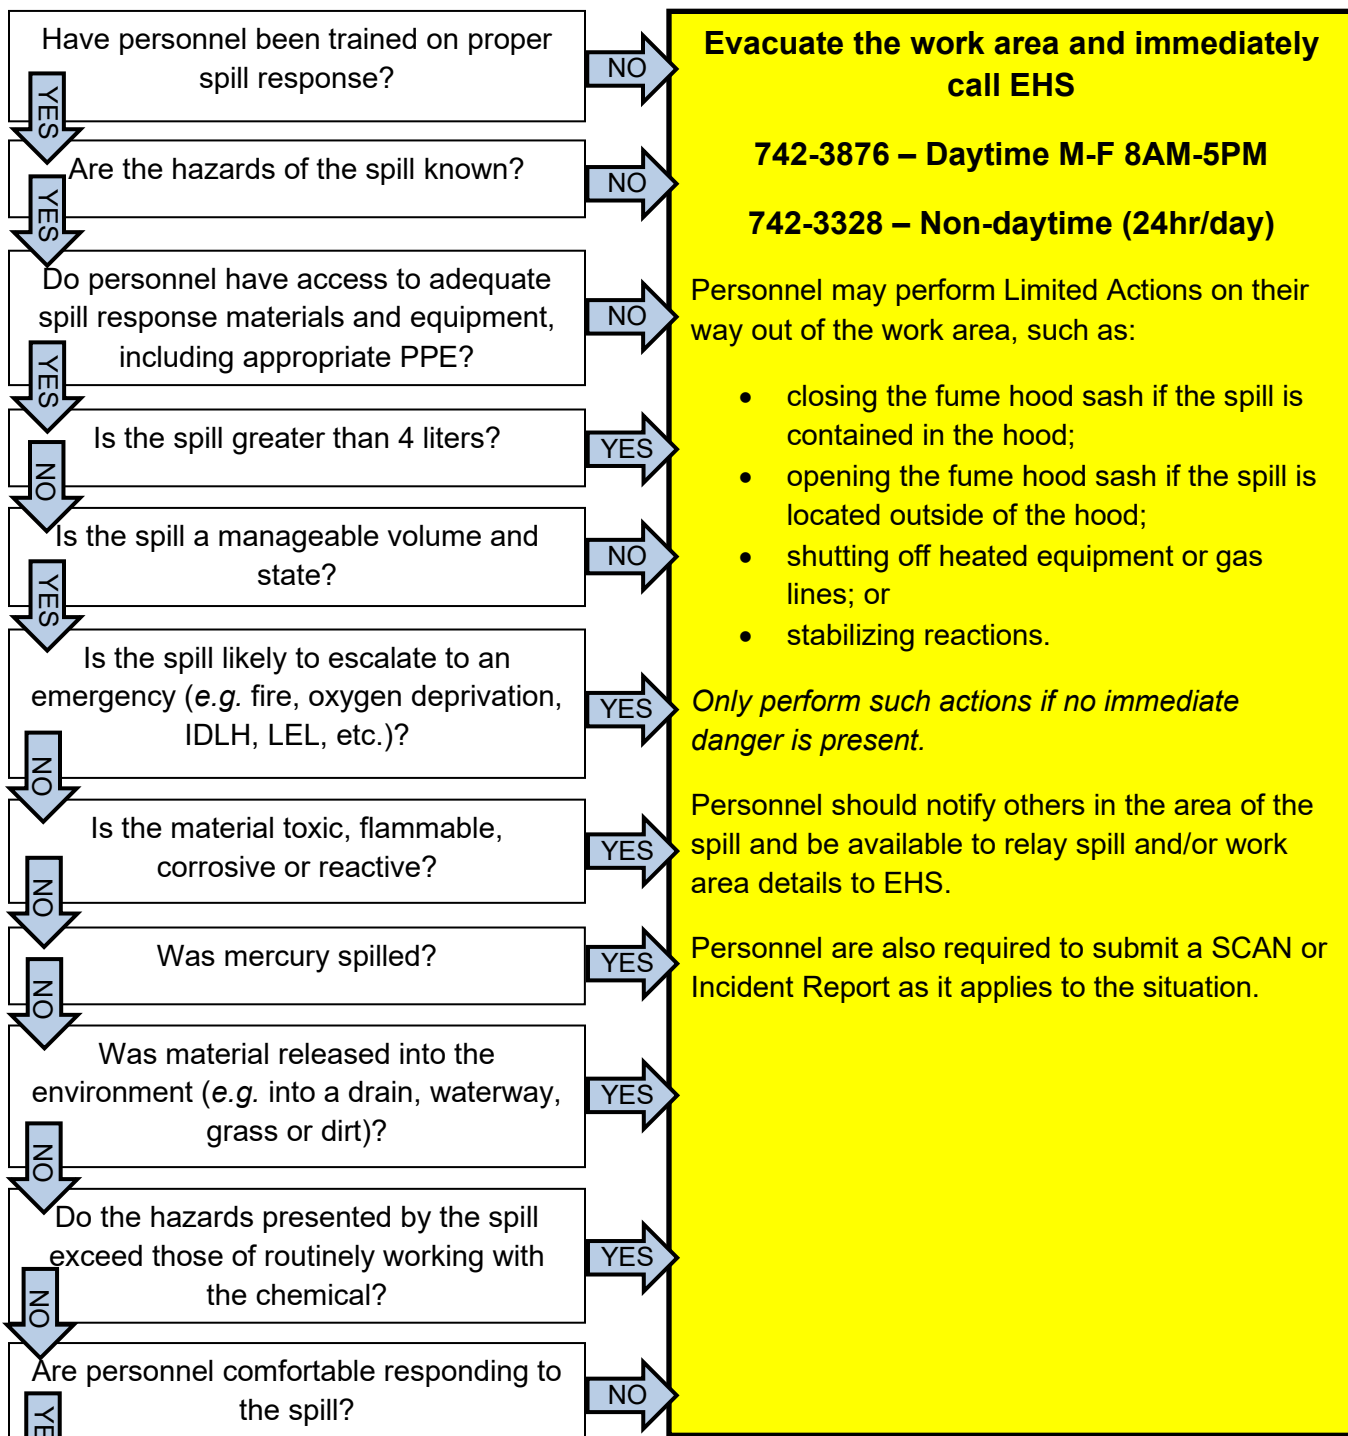 Have personnel been trained on proper
spill response?
NO
YES
Are the hazards of the spill known?
NO
YES
Do personnel have access to adequate
spill response materials and equipment,
including appropriate PPE?
NO
YES
Is the spill greater than 4 liters?
YES
NO
Is the spill a manageable volume and
state?
NO
YES
Is the spill likely to escalate to an
emergency (e.g. fire, oxygen deprivation,
IDLH, LEL, etc.)?
YES
NO
Is the material toxic, flammable,
corrosive or reactive?
YES
NO
Was mercury spilled?
YES
NO
Was material released into the
environment (e.g. into a drain, waterway,
grass or dirt)?
YES
NO
Do the hazards presented by the spill
exceed those of routinely working with
the chemical?
YES
NO
Are personnel comfortable responding to
the spill?
NO
YE
Evacuate the work area and immediately
call EHS
742-3876 – Daytime M-F 8AM-5PM
742-3328 – Non-daytime (24hr/day)
Personnel may perform Limited Actions on their
way out of the work area, such as:
• closing the fume hood sash if the spill is
contained in the hood;
• opening the fume hood sash if the spill is
located outside of the hood;
• shutting off heated equipment or gas
lines; or
• stabilizing reactions.
Only perform such actions if no immediate
danger is present.
Personnel should notify others in the area of the
spill and be available to relay spill and/or work
area details to EHS.
Personnel are also required to submit a SCAN or
Incident Report as it applies to the situation.